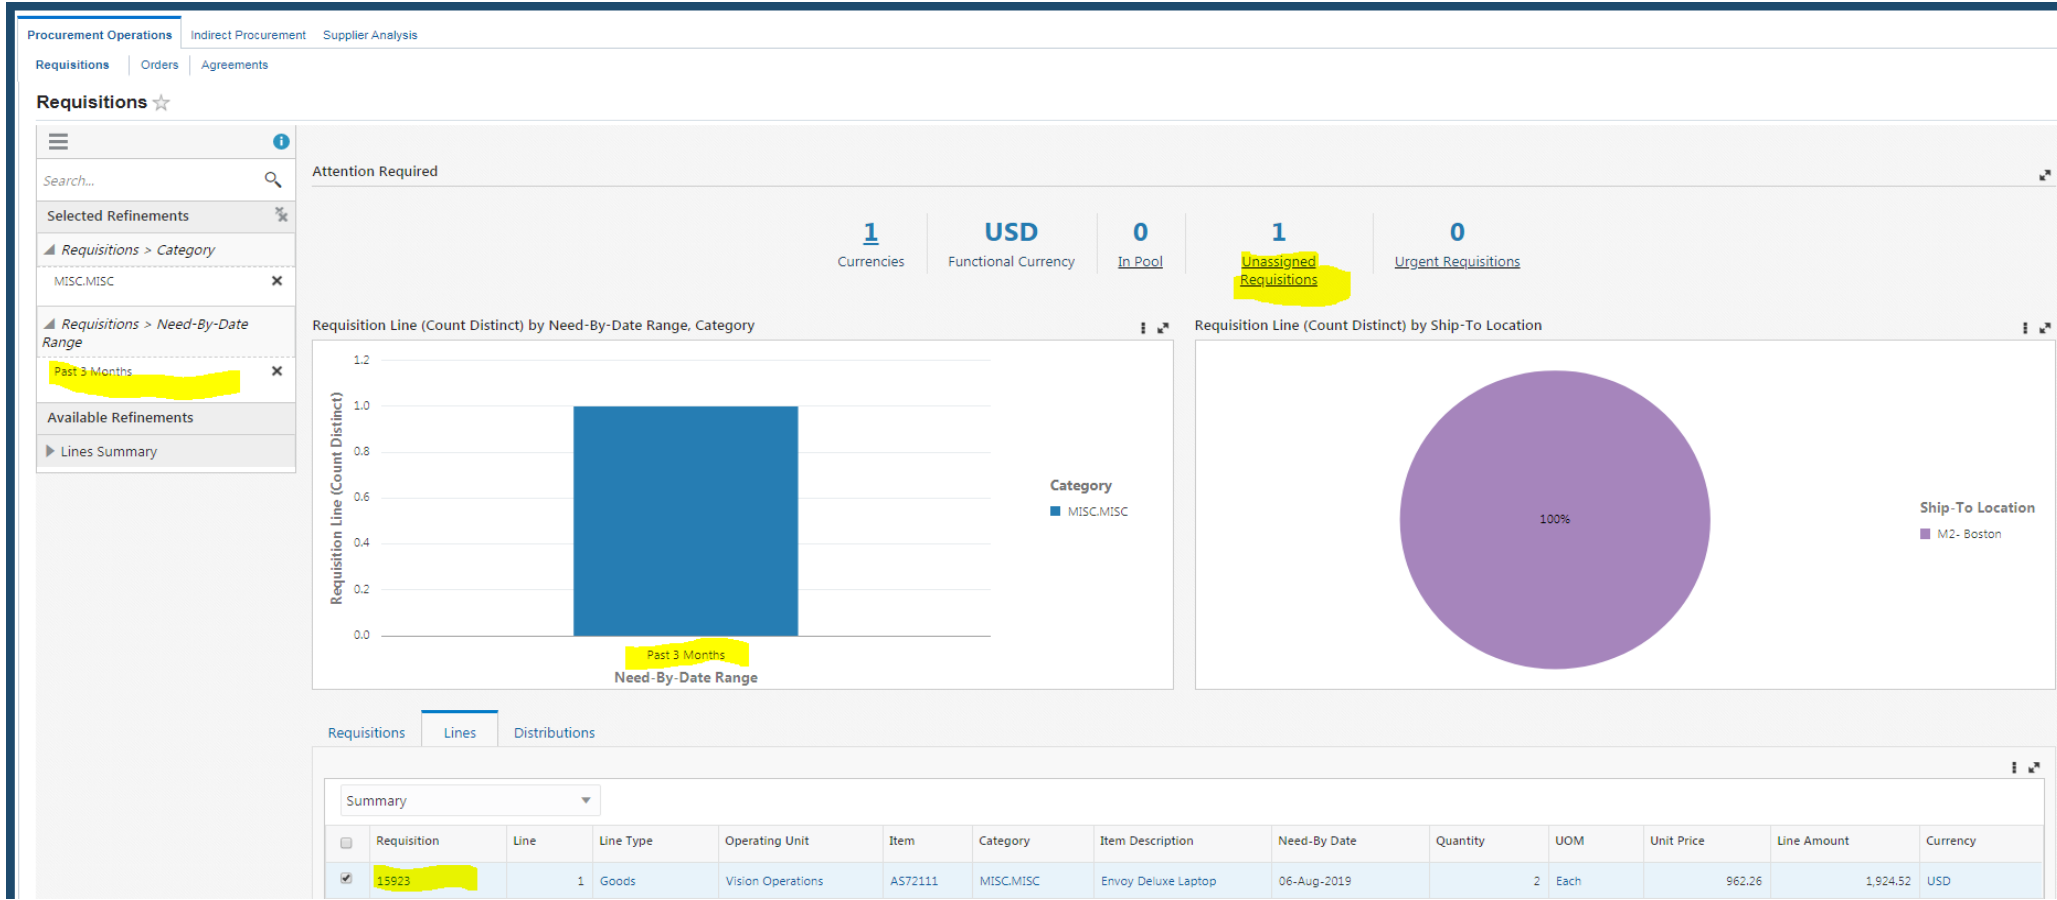 Procurement Operations Indirect Procurement Supplier Analysis
Requisitions Orders Agreements
Requisitions
i
Search...
Selected Refinements
Requisitions > Category
MISC.MISC
Requisitions > Need-By-Date
Range
Past 3 Months
Available Refinements
Lines Summary
Attention Required
1 USD 0 1 0
Currencies Functional Currency In Pool Unassigned Urgent Requisitions
Requisitions
Requisition Line (Count Distinct) by Need-By-Date Range, Category
1.2
1.0
0.8
0.6
0.4
0.2
0.0
Requisition Line (Count Distinct)
Past 3 Months
Need-By-Date Range
Category
MISC.MISC
Requisition Line (Count Distinct) by Ship-To Location
100%
Ship-To Location
M2- Boston
Requisitions Lines Distributions
Summary
Requisition Line Line Type Operating Unit Item Category Item Description Need-By Date Quantity UOM Unit Price Line Amount Currency
15923 1 Goods Vision Operations AS72111 MISC.MISC Envoy Deluxe Laptop 06-Aug-2019 2 Each 962.26 1,924.52 USD